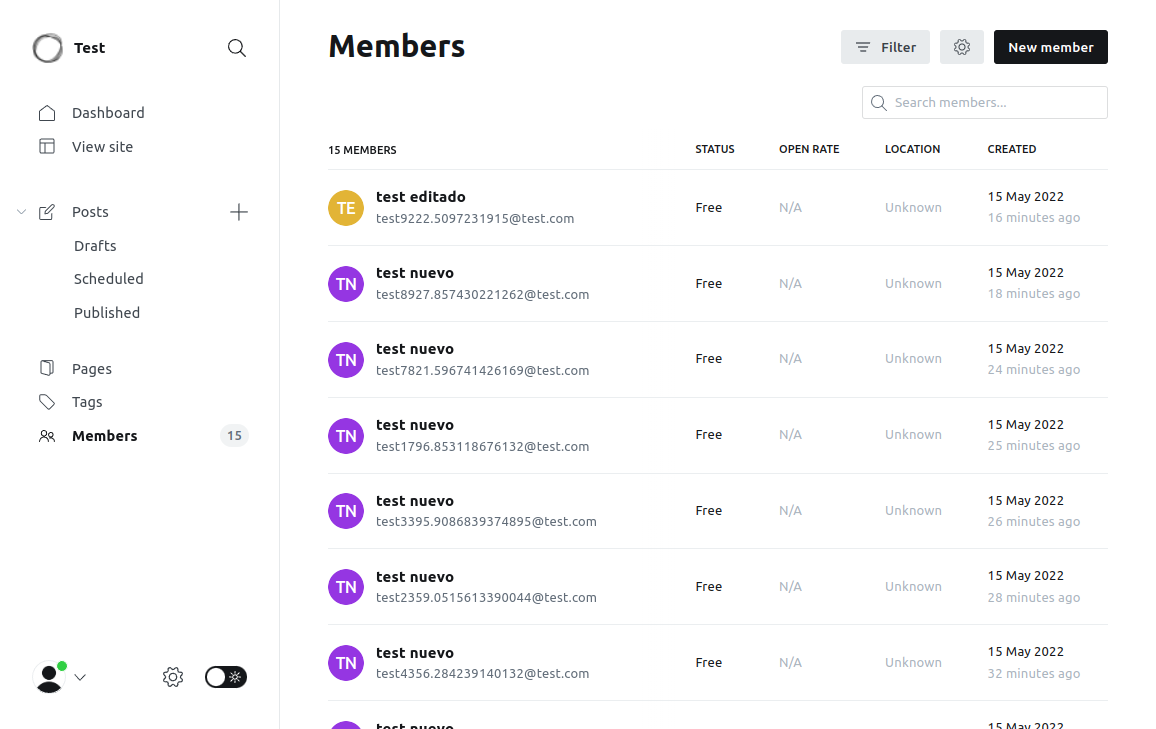 Test
Dashboard
View site
Posts
Drafts
Scheduled
Published
Pages
Tags
Members 15
Members
Filter
New member
Search members...
15 MEMBERS STATUS OPEN RATE LOCATION CREATED
TE test editado test9222.5097231915@test.com Free N/A Unknown 15 May 2022 16 minutes ago
TN test nuevo test8927.857430221262@test.com Free N/A Unknown 15 May 2022 18 minutes ago
TN test nuevo test7821.596741426169@test.com Free N/A Unknown 15 May 2022 24 minutes ago
TN test nuevo test1796.853118676132@test.com Free N/A Unknown 15 May 2022 25 minutes ago
TN test nuevo test3395.9086839374895@test.com Free N/A Unknown 15 May 2022 26 minutes ago
TN test nuevo test2359.0515613390044@test.com Free N/A Unknown 15 May 2022 28 minutes ago
TN test nuevo test4356.284239140132@test.com Free N/A Unknown 15 May 2022 32 minutes ago
test nuevo 15 May 2022